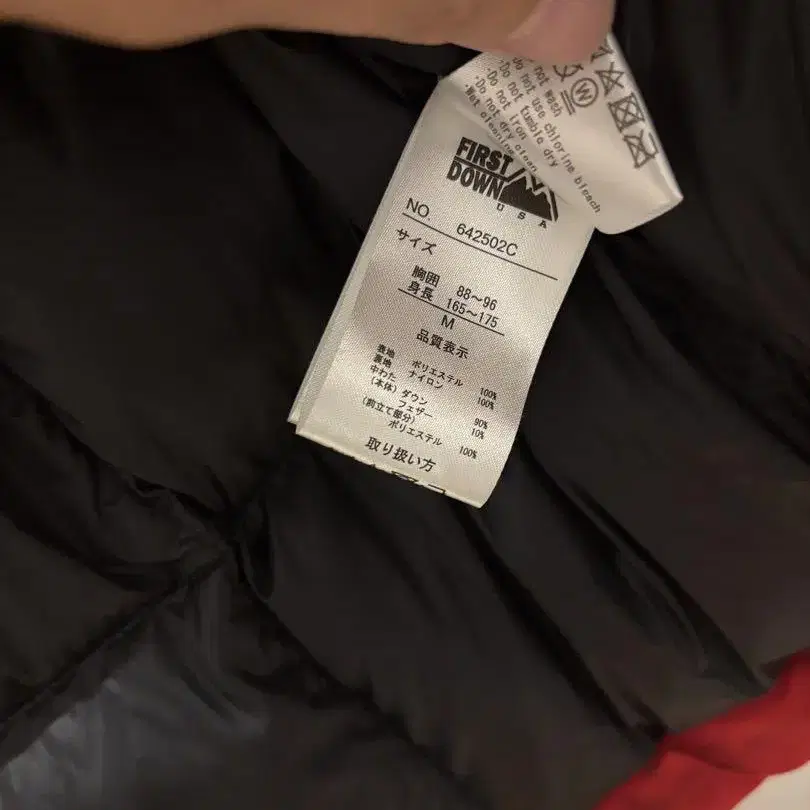 Do not wash
Do not use chlorine bleach
・Do not tumble dry
・Do not iron
・Do not dry clean
・Wet cleaning
W
FIRST
DOWN
USA
NO. 642502C
サイズ
胸囲 88~96
身長 165~175
M
品質表示
表地 ポリエステル 100%
裏地 ナイロン 100%
中わた
(本体) ダウン 90%
フェザー 10%
(前立て部分)
ポリエステル 100%
取り扱い方